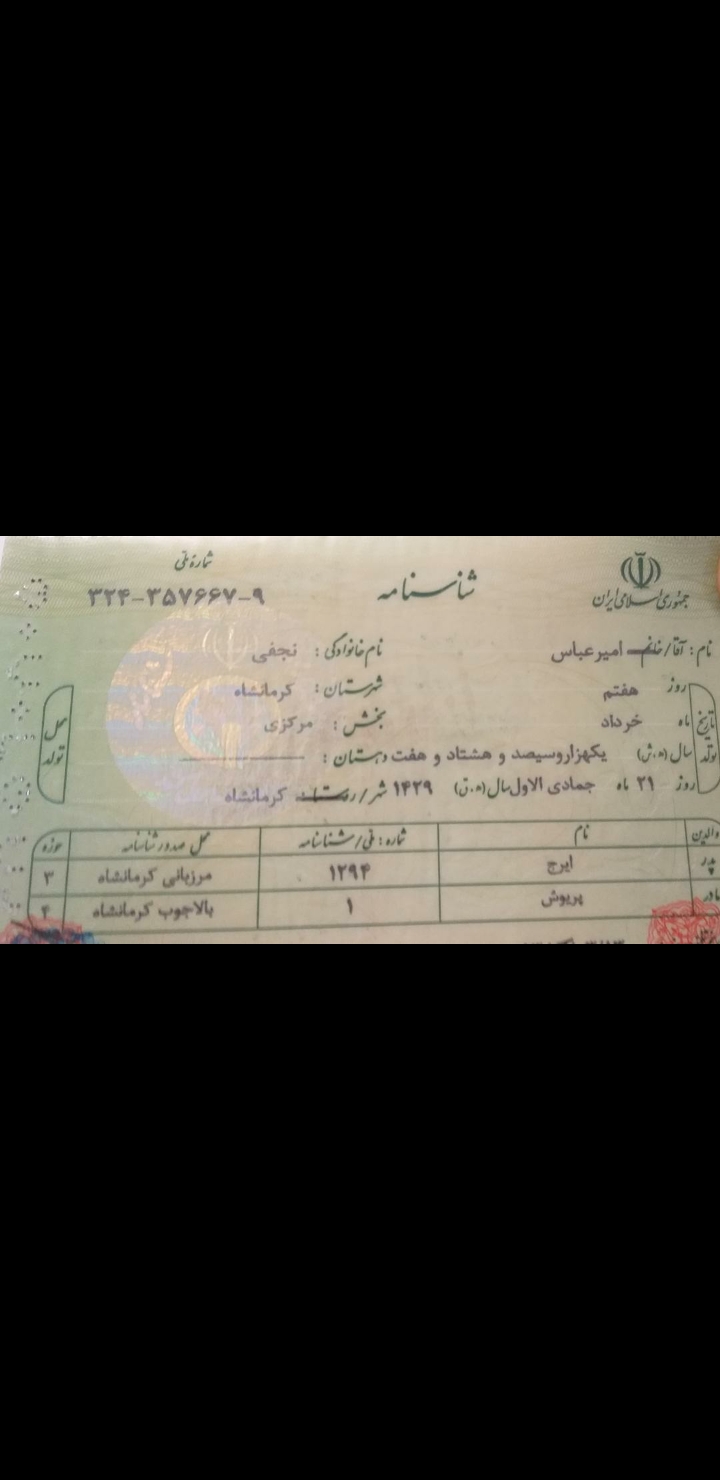 شماره ملی
جمهوری اسلامی ایران
شناسنامه
۳۲۴-۳۵۷۶۶۷-۹
نام : آقا/خانم امیرعباس نام خانوادگی : نجفی
تاریخ تولد روز هفتم شهرستان : کرمانشاه محل تولد
ماه خرداد بخش : مرکزی
سال (ه.ش) یکهزاروسیصد و هشتاد و هفت دهستان :
روز ۲۱ ماه جمادی الاول سال (ه.ق) ۱۴۲۹ شهر/روستا: کرمانشاه
والدین نام شماره : ملی/شناسنامه محل صدور شناسنامه حوزه
پدر ایرج ۱۲۹۴ مرزبانی کرمانشاه ۳
مادر پریوش ۱ بالاجوب کرمانشاه ۴